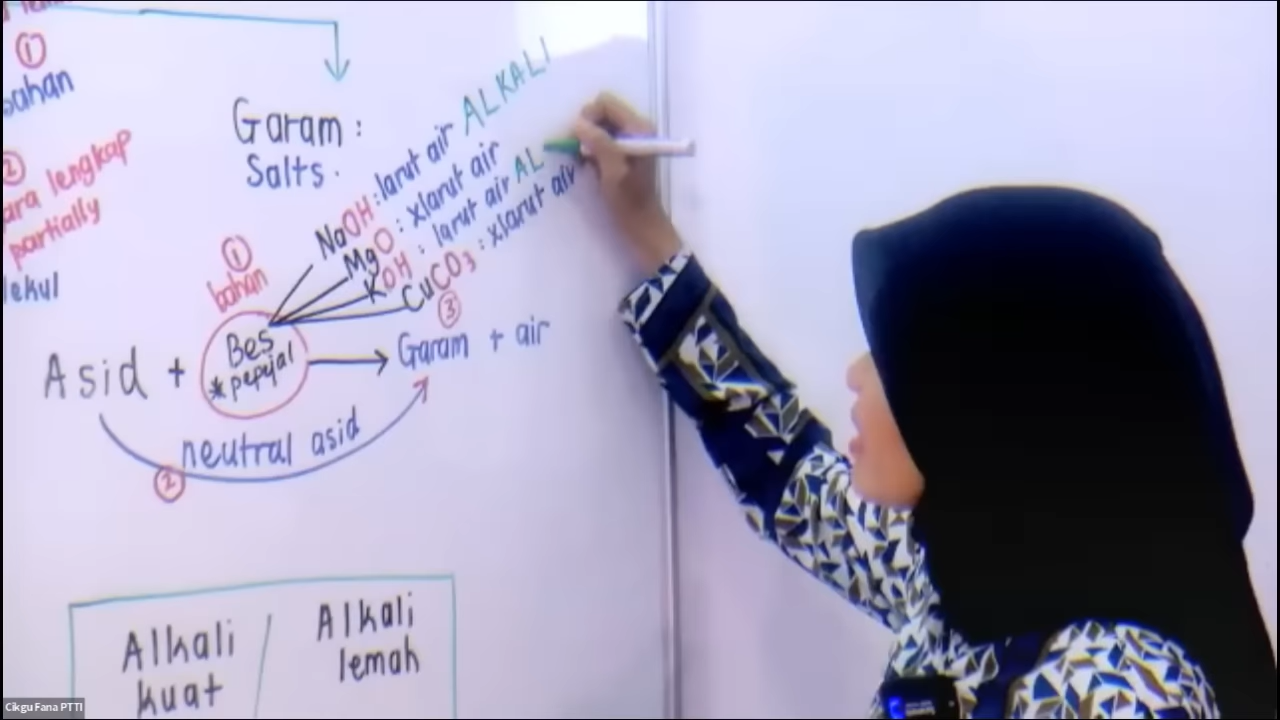 ①
bahan
②
lengkap
partially
lekul
Garam :
Salts.
NaOH : larut air ALKALI
MgO : xlarut air
KOH : larut air AL
CuCO₃ : xlarut air
①
bahan
Asid + Bes * pepejal → Garam + air
③
neutral asid
②
Alkali kuat / Alkali lemah
Cikgu Fana PTTI